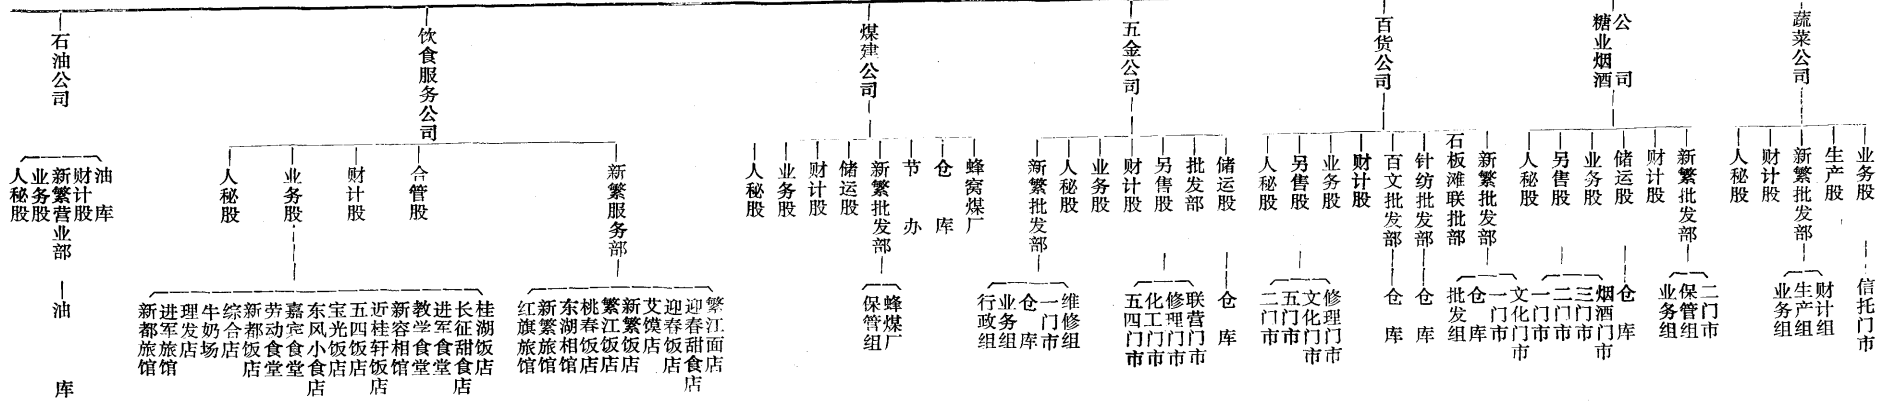 石油公司
饮食服务公司
煤建公司
五金公司
百货公司
糖业烟酒公司
蔬菜公司
人秘股
业务股
新繁营业部
财计股
油库
人秘股
业务股
财计股
合管股
新繁服务部
人秘股
业务股
财计股
储运股
新繁批发部
节办
仓库
蜂窝煤厂
新繁批发部
人秘股
业务股
财计股
另售股
批发部
储运股
人秘股
另售股
业务股
财计股
百文批发部
针纺批发部
石板滩联批部
新繁批发部
人秘股
另售股
业务股
储运股
财计股
新繁批发部
人秘股
财计股
新繁批发部
生产股
业务股
油库
新都旅馆
进军旅馆
理发店
牛奶场
综合店
新都饭店
劳动食堂
嘉宾食堂
东风小食店
宝光饭店
五四饭店
近桂轩饭店
新容相馆
教学食堂
进军食堂
长征甜食店
桂湖饭店
红旗旅馆
新繁旅馆
东湖相馆
桃春饭店
繁江饭店
新繁饭店
艾馍店
迎春饭店
迎春甜食店
繁江面店
保管组
蜂煤厂
行政组
业务组
仓库
一门市
维修组
五四门市
化工门市
修理门市
联营门市
仓库
二门市
五门市
文化门市
修理门市
仓库
仓库
批发组
仓库
一门市
文化门市
一门市
二门市
三门市
烟酒门市
仓库
业务组
保管组
二门市
业务组
生产组
财计组
信托门市